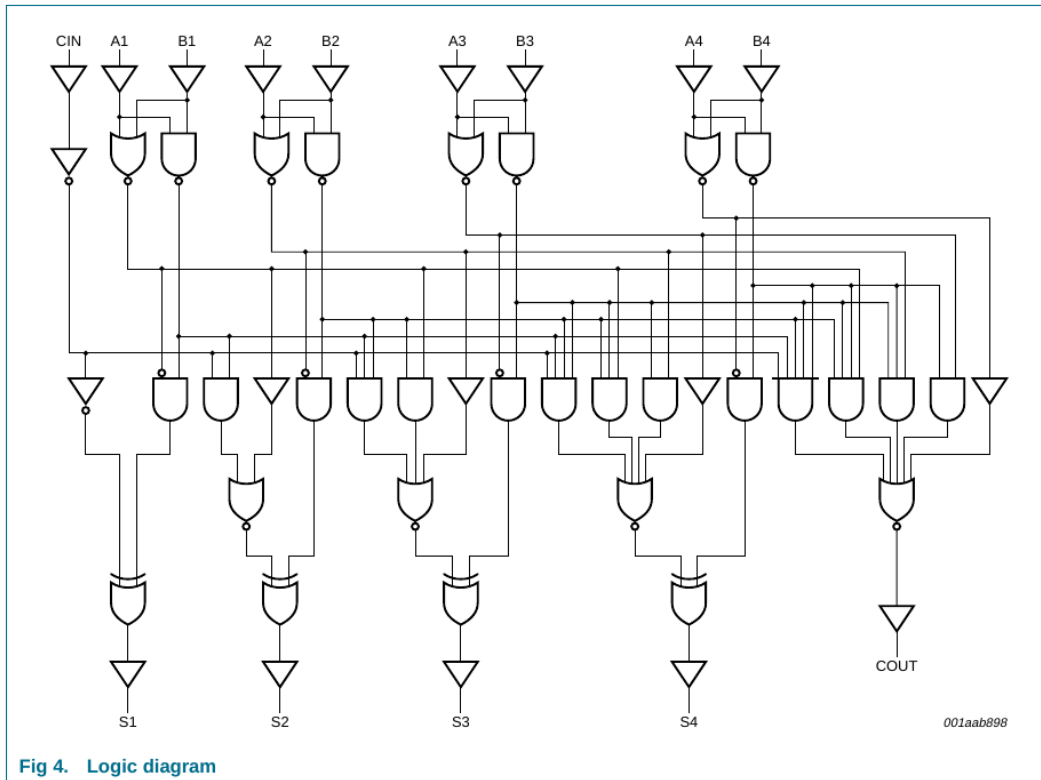 CIN A1 B1 A2 B2 A3 B3 A4 B4
COUT
S1 S2 S3 S4 001aab898
Fig 4. Logic diagram